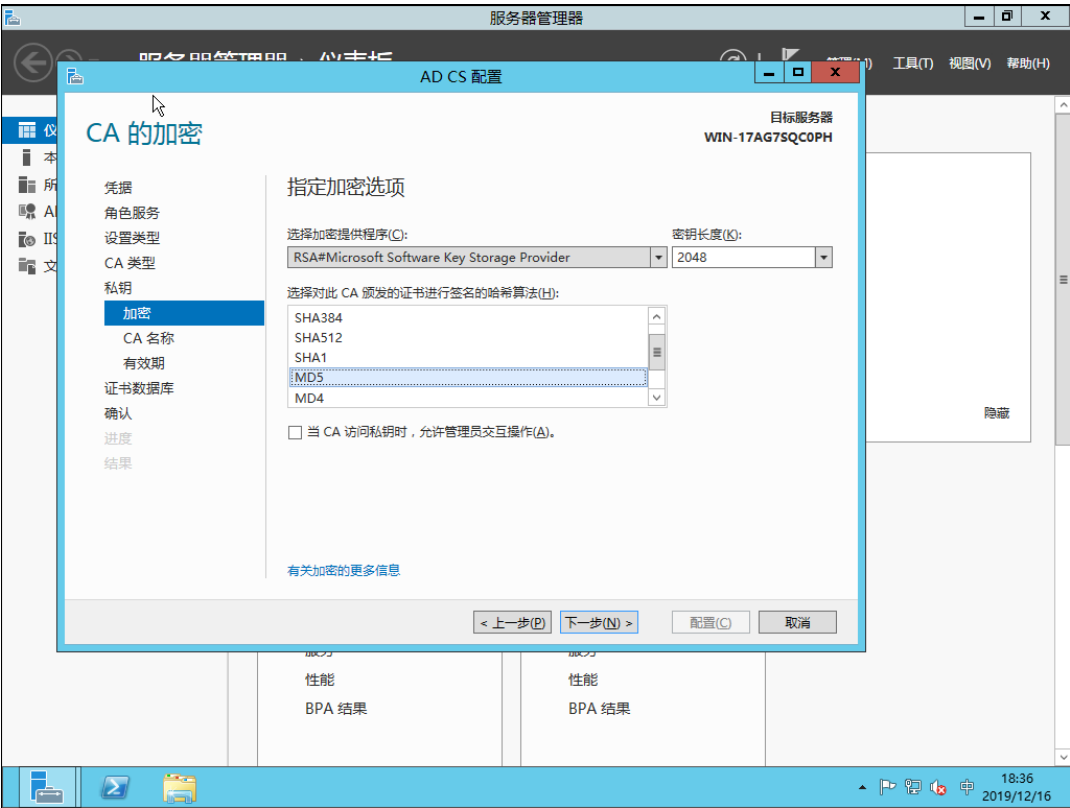 服务器管理器
工具(T) 视图(V) 帮助(H)
AD CS 配置
CA 的加密
目标服务器
WIN-17AG7SQC0PH
凭据
角色服务
设置类型
CA 类型
私钥
加密
CA 名称
有效期
证书数据库
确认
进度
结果
指定加密选项
选择加密提供程序(C):
密钥长度(K):
RSA#Microsoft Software Key Storage Provider
2048
选择对此 CA 颁发的证书进行签名的哈希算法(H):
SHA384
SHA512
SHA1
MD5
MD4
当 CA 访问私钥时，允许管理员交互操作(A)。
有关加密的更多信息
< 上一步(P)
下一步(N) >
配置(C)
取消
隐藏
性能
BPA 结果
性能
BPA 结果
中
18:36
2019/12/16